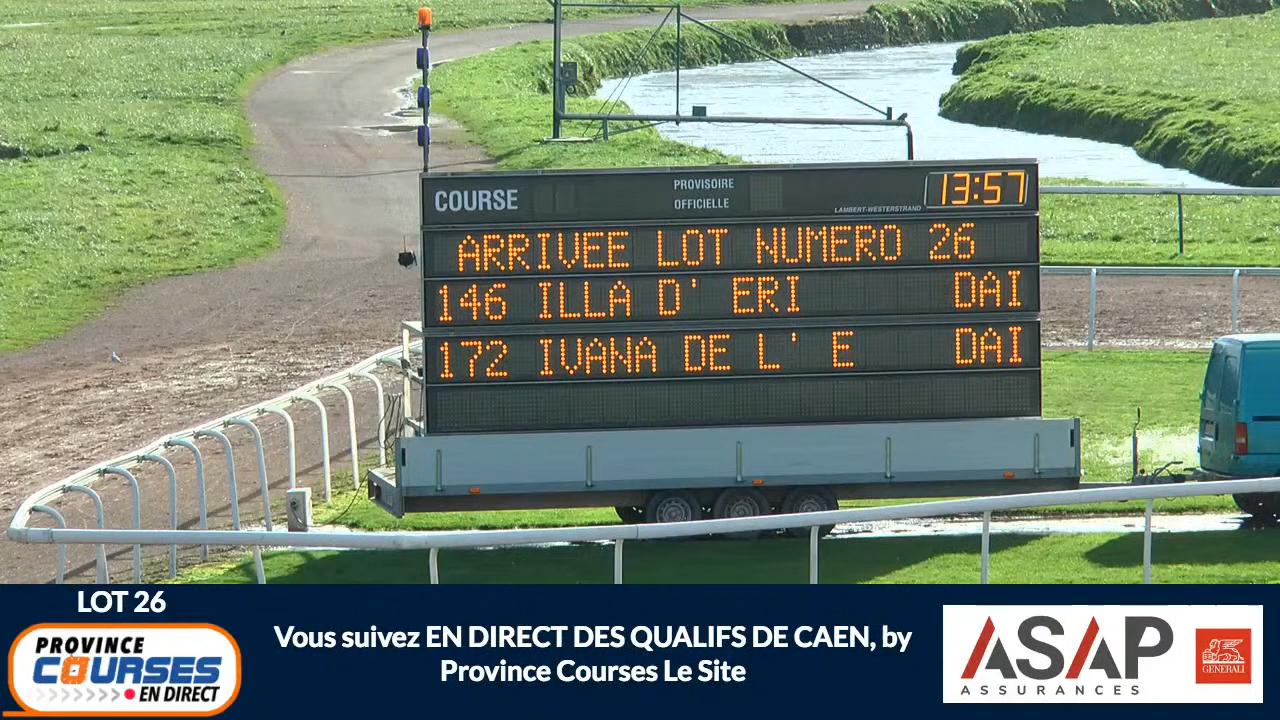 COURSE PROVISOIRE 13:57
OFFICIELLE LAMBERT-WESTERSTRAND
ARRIVEE LOT NUMERO 26
146 ILLA D' ERI DAI
172 IVANA DE L' E DAI
LOT 26
PROVINCE
COURSES
EN DIRECT
Vous suivez EN DIRECT DES QUALIFS DE CAEN, by
Province Courses Le Site
ASAP
ASSURANCES
GENERALI